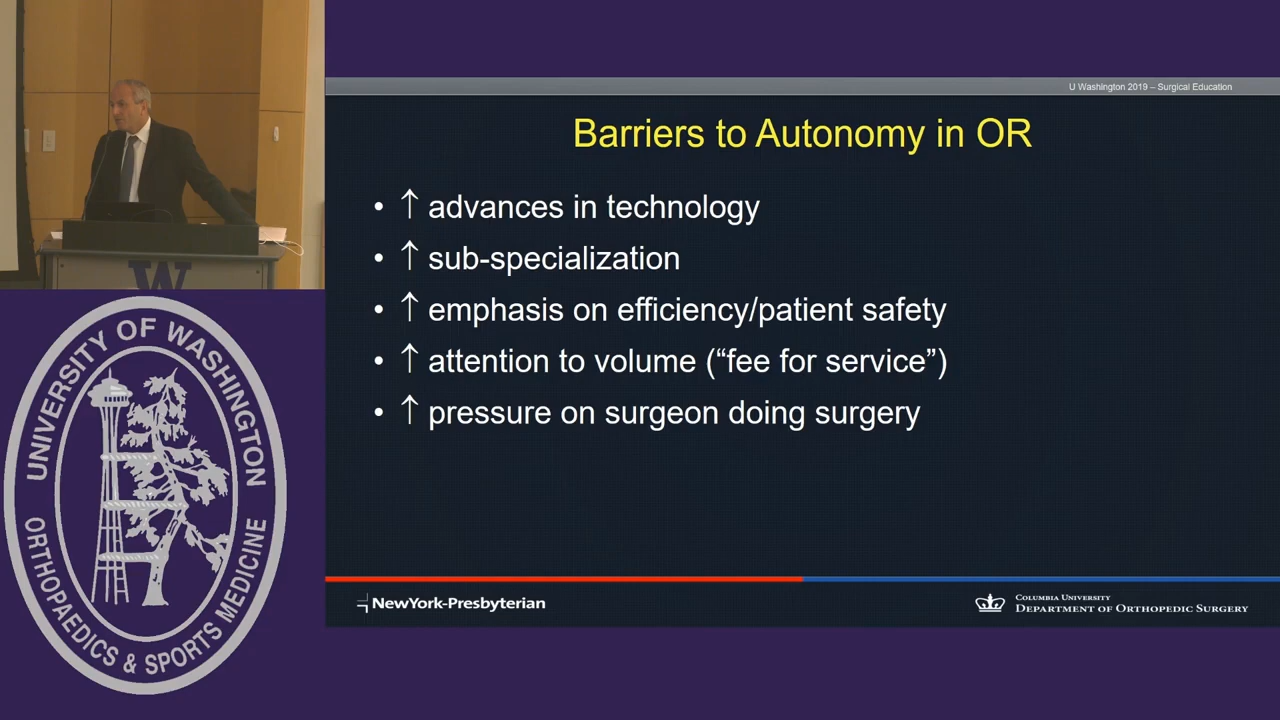 U Washington 2019 – Surgical Education
Barriers to Autonomy in OR
• ↑ advances in technology
• ↑ sub-specialization
• ↑ emphasis on efficiency/patient safety
• ↑ attention to volume (“fee for service”)
• ↑ pressure on surgeon doing surgery
NewYork-Presbyterian
COLUMBIA UNIVERSITY
DEPARTMENT OF ORTHOPEDIC SURGERY
W
UNIVERSITY OF WASHINGTON
ORTHOPAEDICS & SPORTS MEDICINE